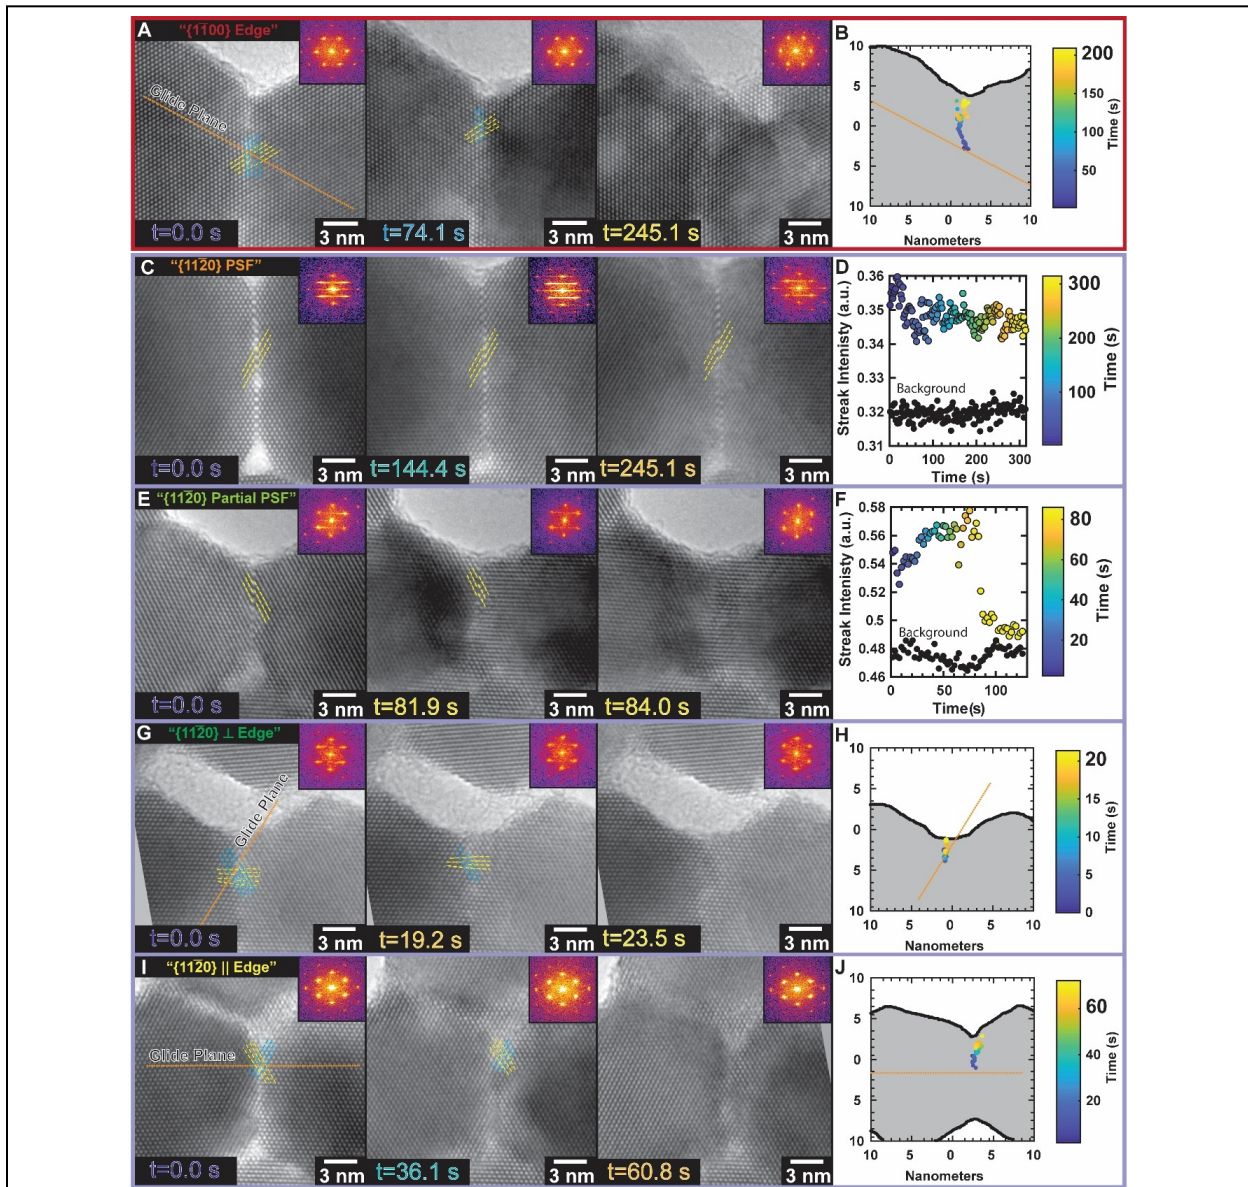 A
"{11̅00} Edge"
Glide Plane
t=0.0 s
3 nm
t=74.1 s
3 nm
t=245.1 s
3 nm
B
10
5
0
5
10
10
5
0
5
10
Nanometers
200
150
100
50
Time (s)
C
"{112̅0} PSF"
t=0.0 s
3 nm
t=144.4 s
3 nm
t=245.1 s
3 nm
D
0.36
0.35
0.34
0.33
0.32
0.31
Streak Intenisty (a.u.)
Background
0
100
200
300
Time (s)
300
200
100
Time (s)
E
"{112̅0} Partial PSF"
t=0.0 s
3 nm
t=81.9 s
3 nm
t=84.0 s
3 nm
F
0.58
0.56
0.54
0.52
0.5
0.48
0.46
Streak Intenisty (a.u.)
Background
0
50
100
Time(s)
80
60
40
20
Time (s)
G
"{112̅0} ⊥ Edge"
Glide Plane
t=0.0 s
3 nm
t=19.2 s
3 nm
t=23.5 s
3 nm
H
10
5
0
5
10
10
5
0
5
10
Nanometers
20
15
10
5
0
Time (s)
I
"{112̅0} || Edge"
Glide Plane
t=0.0 s
3 nm
t=36.1 s
3 nm
t=60.8 s
3 nm
J
10
5
0
5
10
10
5
0
5
10
Nanometers
60
40
20
Time (s)